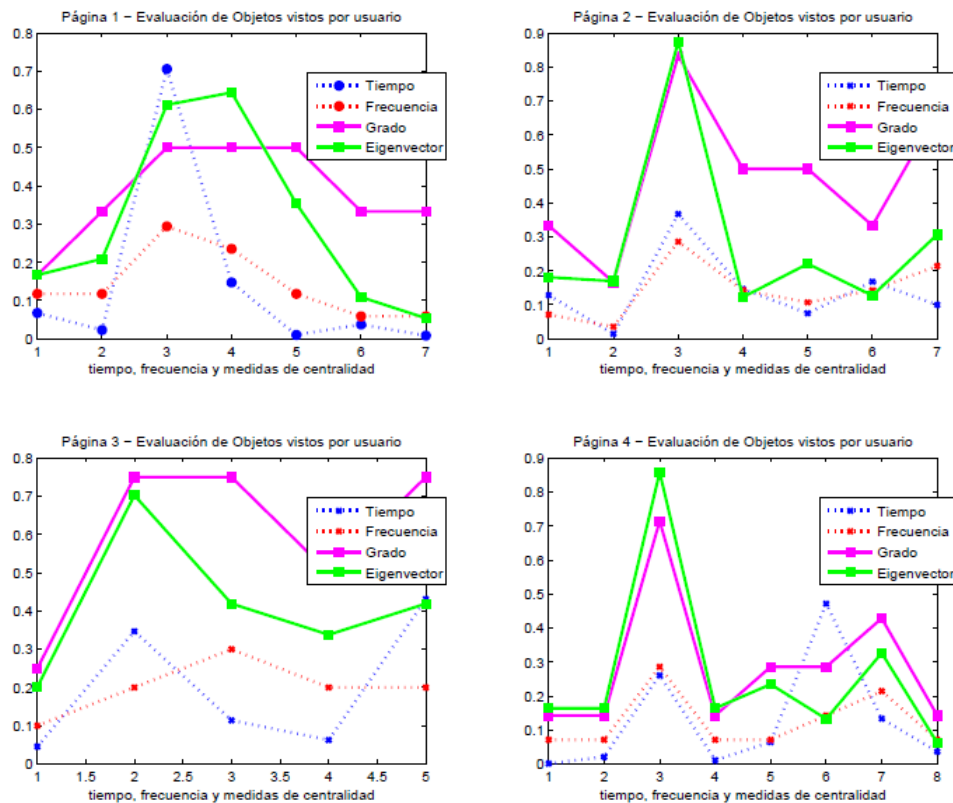 Página 1 − Evaluación de Objetos vistos por usuario
0.8
0.7
0.6
0.5
0.4
0.3
0.2
0.1
0
Tiempo
Frecuencia
Grado
Eigenvector
1 2 3 4 5 6 7
tiempo, frecuencia y medidas de centralidad
Página 2 − Evaluación de Objetos vistos por usuario
0.9
0.8
0.7
0.6
0.5
0.4
0.3
0.2
0.1
0
Tiempo
Frecuencia
Grado
Eigenvector
1 2 3 4 5 6 7
tiempo, frecuencia y medidas de centralidad
Página 3 − Evaluación de Objetos vistos por usuario
0.8
0.7
0.6
0.5
0.4
0.3
0.2
0.1
0
Tiempo
Frecuencia
Grado
Eigenvector
1 1.5 2 2.5 3 3.5 4 4.5 5
tiempo, frecuencia y medidas de centralidad
Página 4 − Evaluación de Objetos vistos por usuario
0.9
0.8
0.7
0.6
0.5
0.4
0.3
0.2
0.1
0
Tiempo
Frecuencia
Grado
Eigenvector
1 2 3 4 5 6 7 8
tiempo, frecuencia y medidas de centralidad